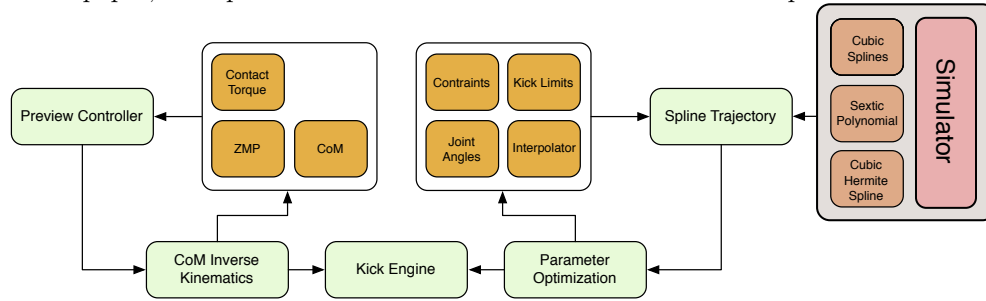 Cubic
Splines
Sextic
Polynomial
Cubic
Hermite
Spline
Simulator
Contact
Torque
ZMP
CoM
Contraints
Kick Limits
Joint
Angles
Interpolator
Preview Controller
Spline Trajectory
CoM Inverse
Kinematics
Kick Engine
Parameter
Optimization